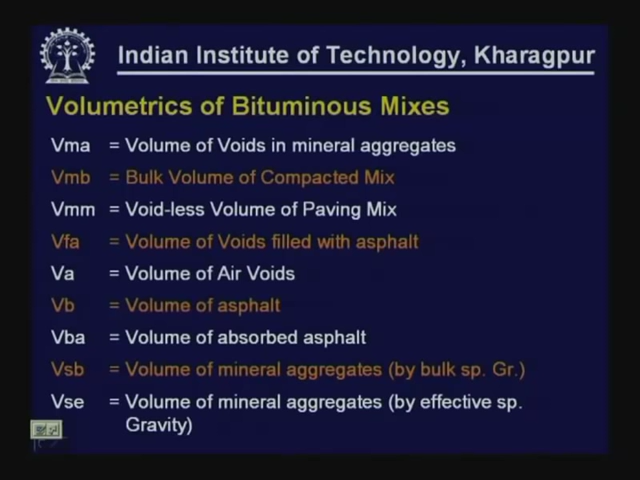 Indian Institute of Technology, Kharagpur
Volumetrics of Bituminous Mixes
Vma = Volume of Voids in mineral aggregates
Vmb = Bulk Volume of Compacted Mix
Vmm = Void-less Volume of Paving Mix
Vfa = Volume of Voids filled with asphalt
Va = Volume of Air Voids
Vb = Volume of asphalt
Vba = Volume of absorbed asphalt
Vsb = Volume of mineral aggregates (by bulk sp. Gr.)
Vse = Volume of mineral aggregates (by effective sp.
Gravity)